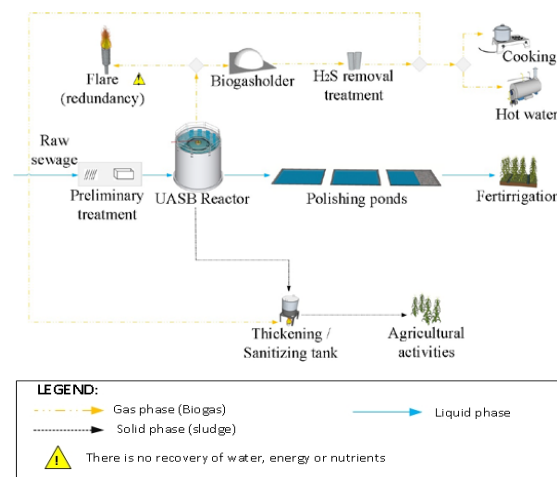 Cooking
Flare
(redundancy)
Biogasholder
H2S removal
treatment
Hot water
Raw
sewage
Preliminary
treatment
UASB Reactor
Polishing ponds
Fertirrigation
Thickening /
Sanitizing tank
Agricultural
activities
LEGEND:
Gas phase (Biogas)
Liquid phase
Solid phase (sludge)
! There is no recovery of water, energy or nutrients